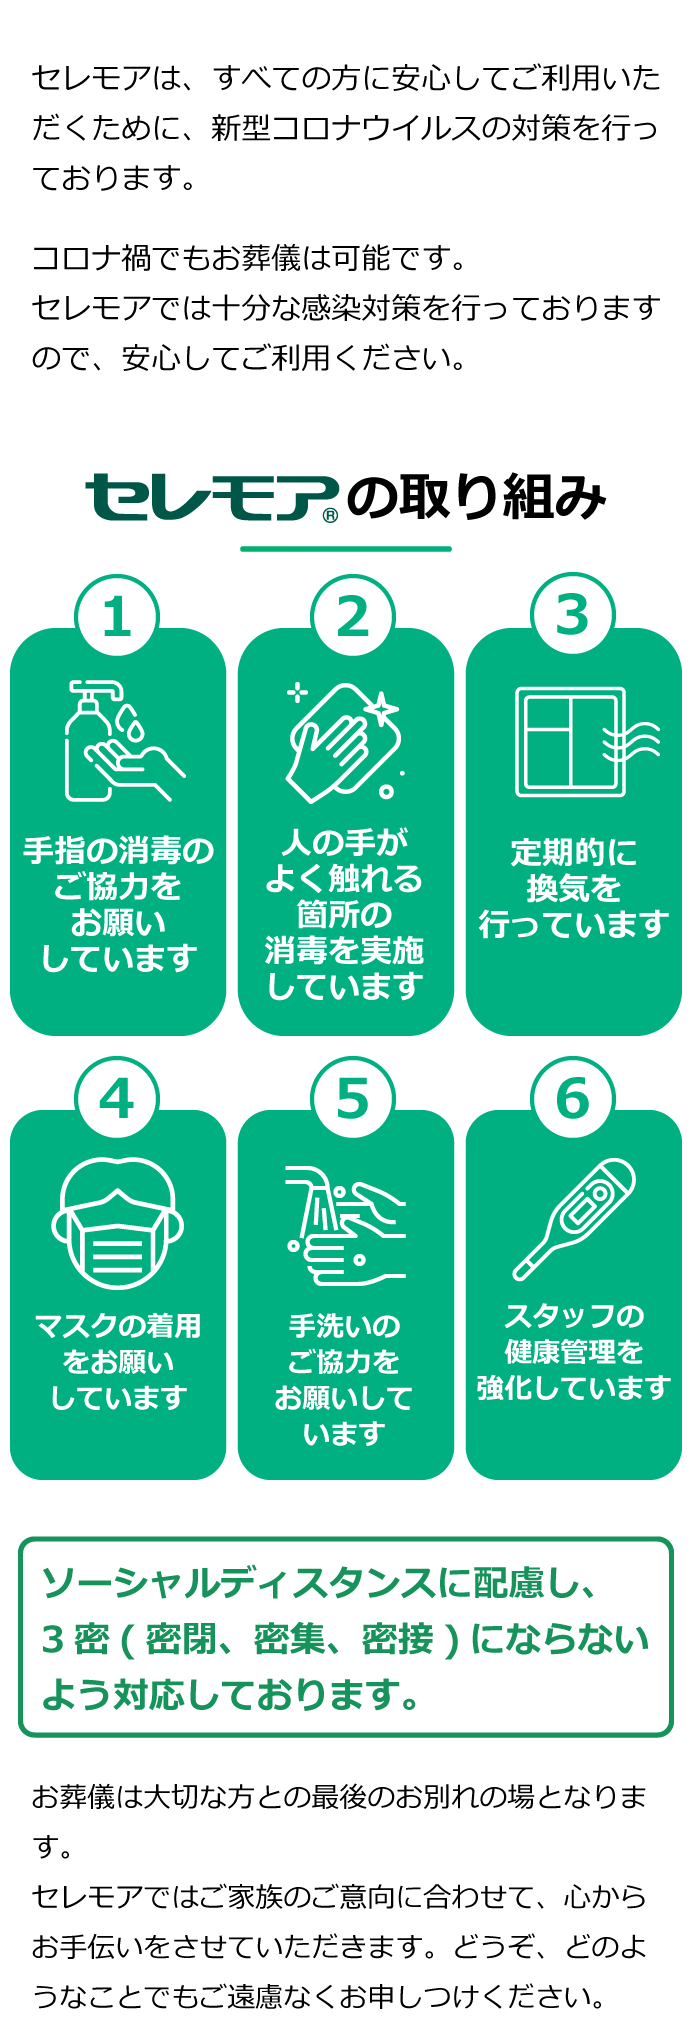 セレモアは、すべての方に安心してご利用いた
だくために、新型コロナウイルスの対策を行っ
ております。
コロナ禍でもお葬儀は可能です。
セレモアでは十分な感染対策を行っております
ので、安心してご利用ください。
セレモア®の取り組み
1
手指の消毒の
ご協力を
お願い
しています
2
人の手が
よく触れる
箇所の
消毒を実施
しています
3
定期的に
換気を
行っています
4
マスクの着用
をお願い
しています
5
手洗いの
ご協力を
お願いして
います
6
スタッフの
健康管理を
強化しています
ソーシャルディスタンスに配慮し、
3密(密閉、密集、密接)にならない
よう対応しております。
お葬儀は大切な方との最後のお別れの場となりま
す。
セレモアではご家族のご意向に合わせて、心から
お手伝いをさせていただきます。どうぞ、どのよ
うなことでもご遠慮なくお申しつけください。